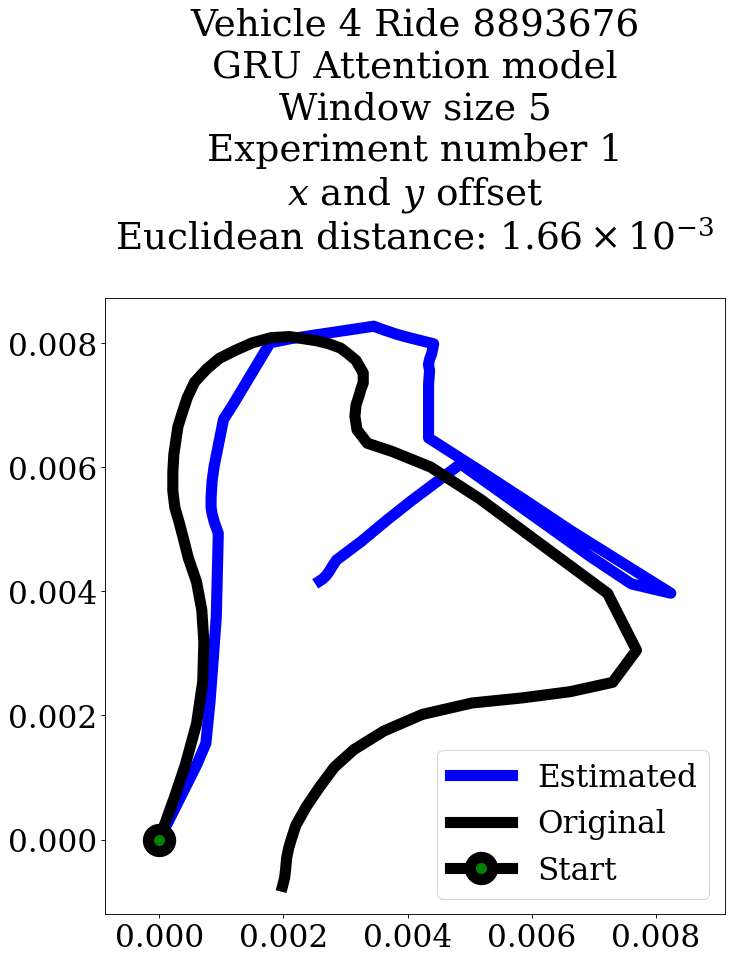 Vehicle 4 Ride 8893676
GRU Attention model
Window size 5
Experiment number 1
x and y offset
Euclidean distance: 1.66 × 10⁻³
0.008
0.006
0.004
0.002
0.000
Estimated
Original
Start
0.000 0.002 0.004 0.006 0.008